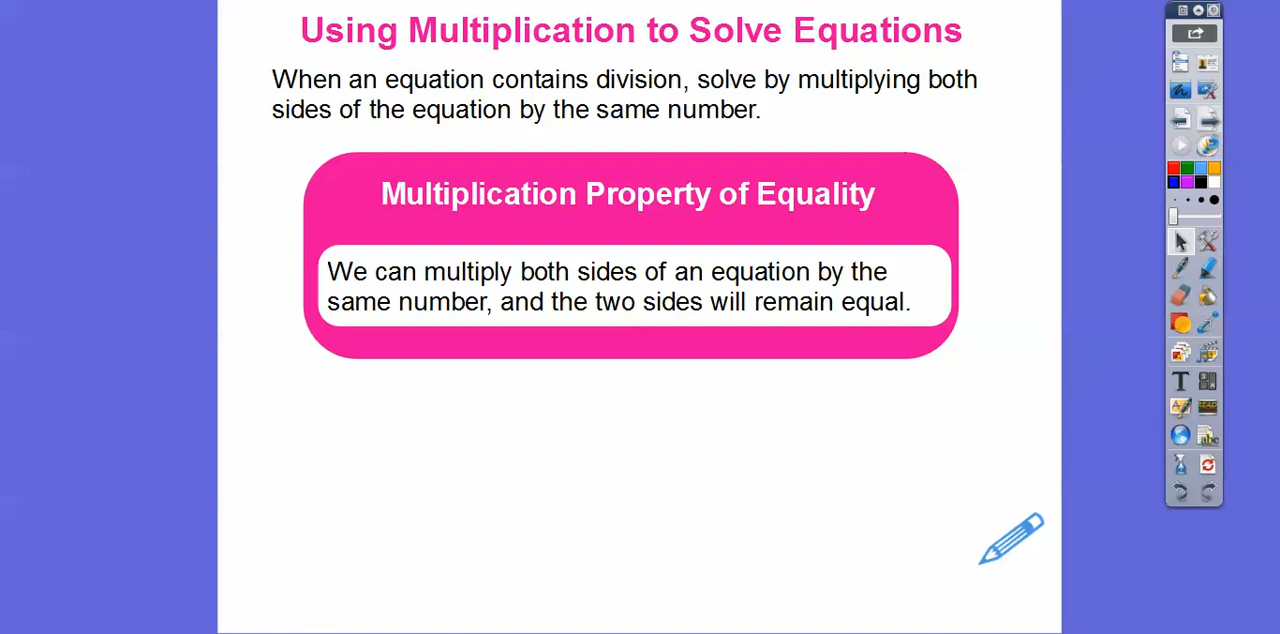 Using Multiplication to Solve Equations
When an equation contains division, solve by multiplying both
sides of the equation by the same number.
Multiplication Property of Equality
We can multiply both sides of an equation by the
same number, and the two sides will remain equal.